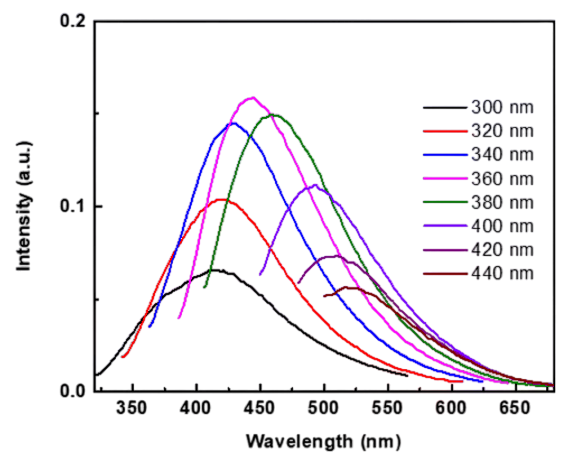 0.2
0.1
0.0
Intensity (a.u.)
300 nm
320 nm
340 nm
360 nm
380 nm
400 nm
420 nm
440 nm
350 400 450 500 550 600 650
Wavelength (nm)